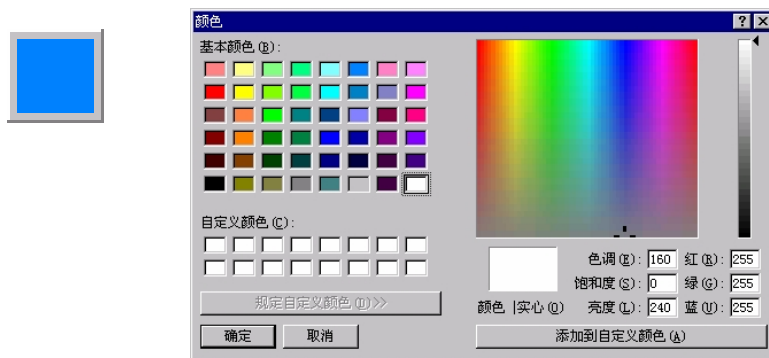 颜色
基本颜色(B):
自定义颜色(C):
规定自定义颜色(D)>>
确定 取消
色调(E): 160 红(R): 255
饱和度(S): 0 绿(G): 255
颜色 |实心(O) 亮度(L): 240 蓝(U): 255
添加到自定义颜色(A)